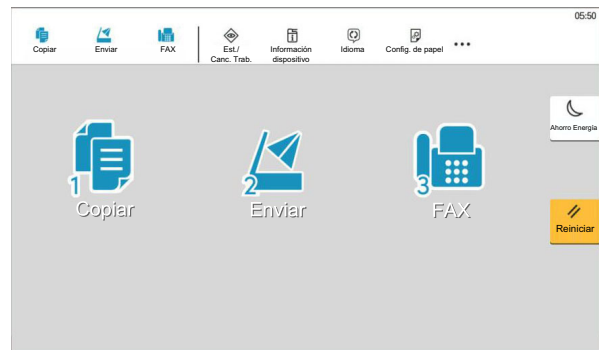 05:50
Copiar
Enviar
FAX
Est./
Canc. Trab.
Información
dispositivo
Idioma
Config. de papel
Ahorro Energía
1
Copiar
2
Enviar
3
FAX
Reiniciar